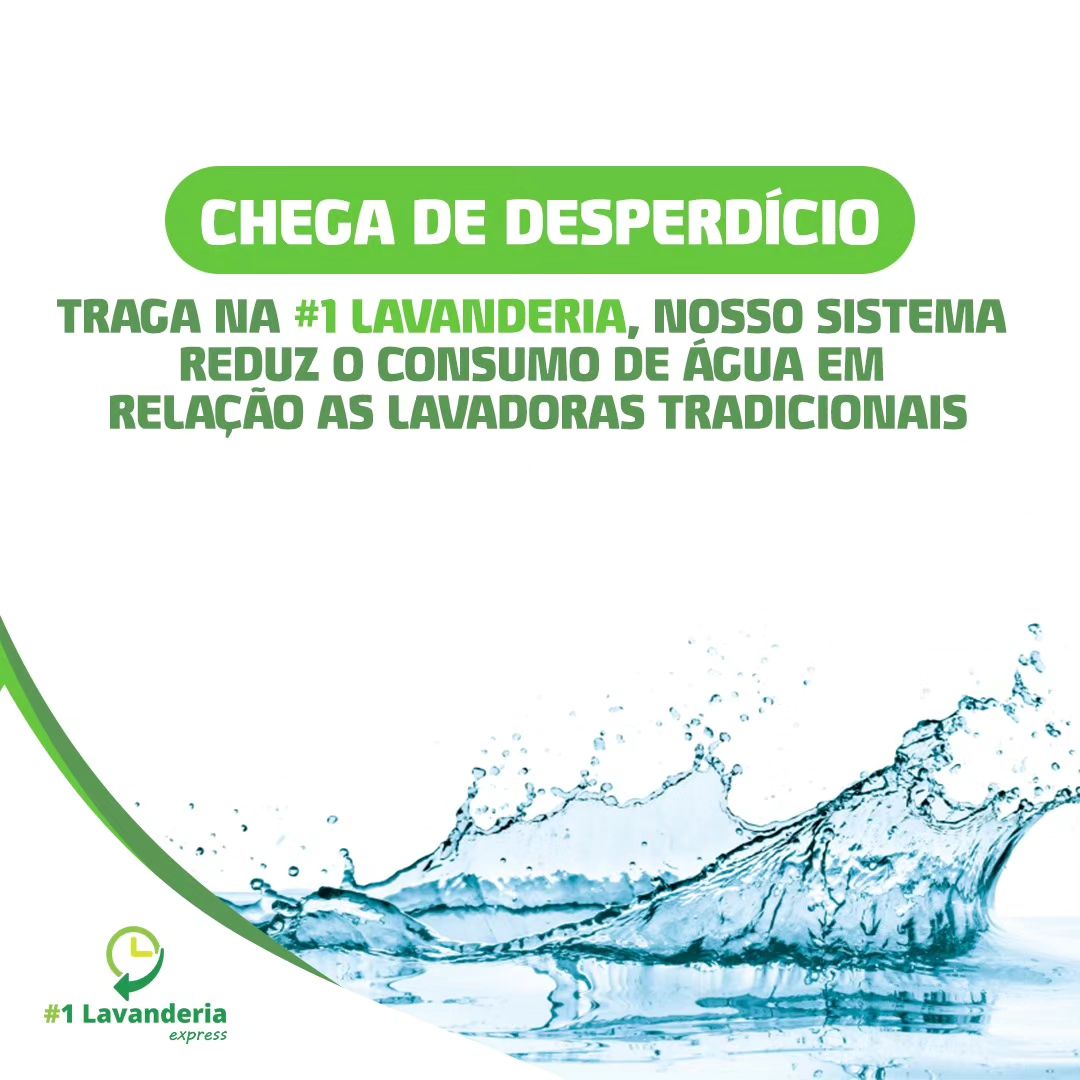 CHEGA DE DESPERDÍCIO
TRAGA NA #1 LAVANDERIA, NOSSO SISTEMA
REDUZ O CONSUMO DE ÁGUA EM
RELAÇÃO AS LAVADORAS TRADICIONAIS
#1 Lavanderia
express